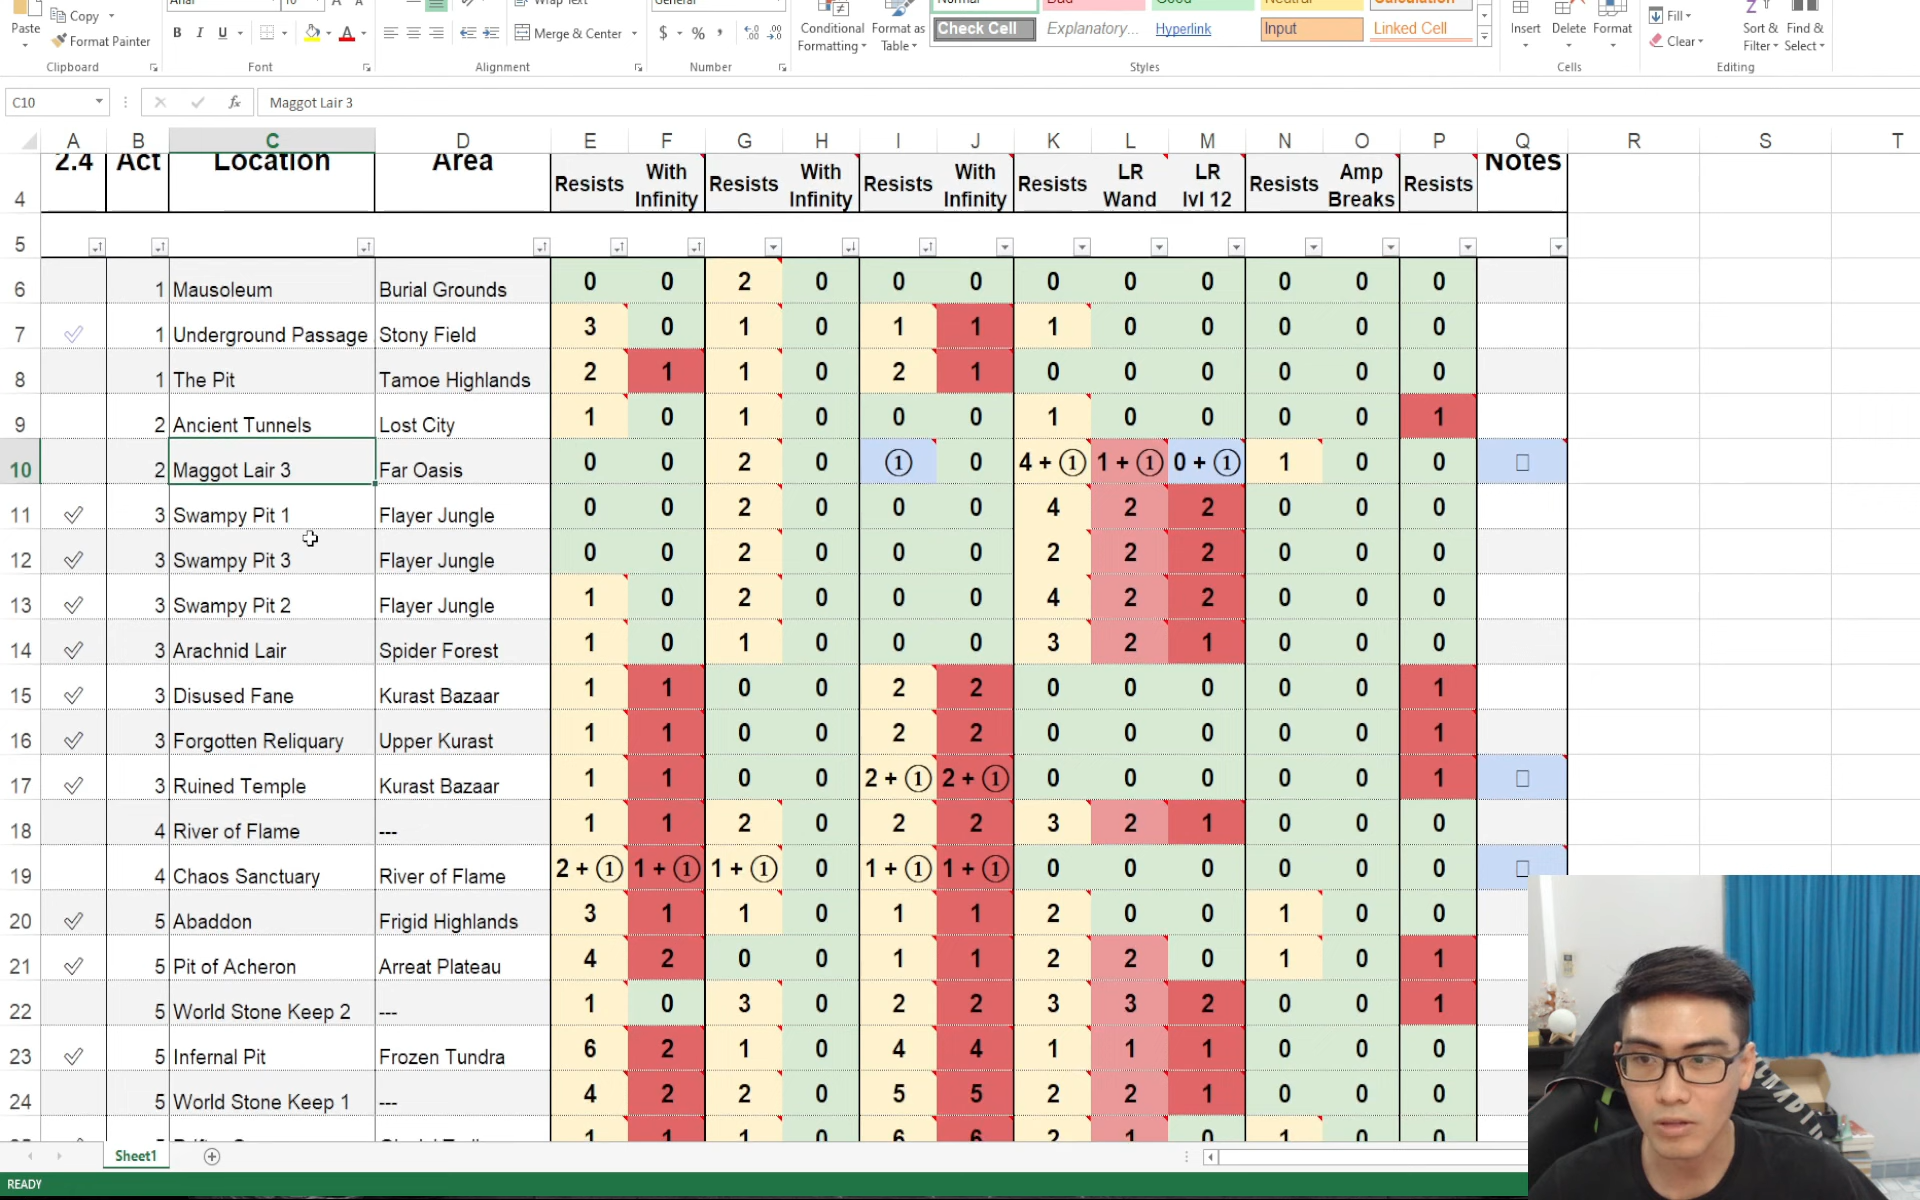 Paste
Copy
Format Painter
Clipboard
B I U
Font
Wrap Text
Merge & Center
Alignment
General
$ % ,
Number
Conditional Formatting
Format as Table
Normal
Bad
Good
Neutral
Calculation
Check Cell
Explanatory...
Hyperlink
Input
Linked Cell
Styles
Insert
Delete
Format
Cells
Fill
Clear
Sort & Filter
Find & Select
Editing
C10
fx
Maggot Lair 3
A B C D E F G H I J K L M N O P Q R S T
4 2.4 Act Location Area Resists With Infinity Resists With Infinity Resists With Infinity Resists LR Wand LR lvl 12 Resists Amp Breaks Resists Notes
5
6 1 Mausoleum Burial Grounds 0 0 2 0 0 0 0 0 0 0 0 0
7 1 Underground Passage Stony Field 3 0 1 0 1 1 1 0 0 0 0 0
8 1 The Pit Tamoe Highlands 2 1 1 0 2 1 0 0 0 0 0 0
9 2 Ancient Tunnels Lost City 1 0 1 0 0 0 1 0 0 0 0 1
10 2 Maggot Lair 3 Far Oasis 0 0 2 0 ① 0 4 + ① 1 + ① 0 + ① 1 0 0
11 3 Swampy Pit 1 Flayer Jungle 0 0 2 0 0 0 4 2 2 0 0 0
12 3 Swampy Pit 3 Flayer Jungle 0 0 2 0 0 0 2 2 2 0 0 0
13 3 Swampy Pit 2 Flayer Jungle 1 0 2 0 0 0 4 2 2 0 0 0
14 3 Arachnid Lair Spider Forest 1 0 1 0 0 0 3 2 1 0 0 0
15 3 Disused Fane Kurast Bazaar 1 1 0 0 2 2 0 0 0 0 0 1
16 3 Forgotten Reliquary Upper Kurast 1 1 0 0 2 2 0 0 0 0 0 1
17 3 Ruined Temple Kurast Bazaar 1 1 0 0 2 + ① 2 + ① 0 0 0 0 0 1
18 4 River of Flame --- 1 1 2 0 2 2 3 2 1 0 0 0
19 4 Chaos Sanctuary River of Flame 2 + ① 1 + ① 1 + ① 0 1 + ① 1 + ① 0 0 0 0 0 0
20 5 Abaddon Frigid Highlands 3 1 1 0 1 1 2 0 0 1 0 0
21 5 Pit of Acheron Arreat Plateau 4 2 0 0 1 1 2 2 0 1 0 1
22 5 World Stone Keep 2 --- 1 0 3 0 2 2 3 3 2 0 0 1
23 5 Infernal Pit Frozen Tundra 6 2 1 0 4 4 1 1 1 0 0 0
24 5 World Stone Keep 1 --- 4 2 2 0 5 5 2 2 1 0 0 0
1 1 1 0 6 6 2 1 0 1 0 0
Sheet1
READY